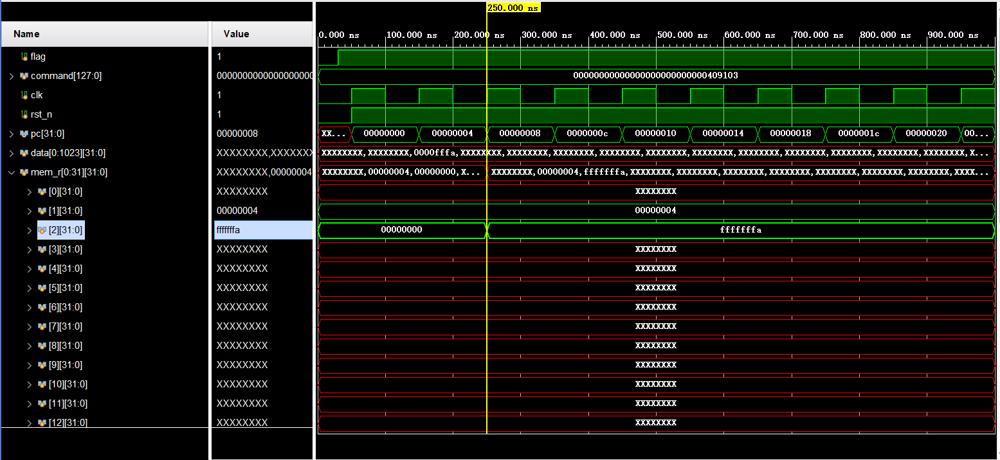 250.000 ns
Name Value 0.000 ns 100.000 ns 200.000 ns 300.000 ns 400.000 ns 500.000 ns 600.000 ns 700.000 ns 800.000 ns 900.000 ns
flag 1
command[127:0] 0000000000000000000 00000000000000000000000000409103
clk 1
rst_n 1
pc[31:0] 00000008 XX... 00000000 00000004 00000008 0000000c 00000010 00000014 00000018 0000001c 00000020 00...
data[0:1023][31:0] XXXXXXXX,XXXXXXX XXXXXXXX,XXXXXXXX,0000fffa,XXXXXXXX,XXXXXXXX,XXXXXXXX,XXXXXXXX,XXXXXXXX,XXXXXXXX,XXXXXXXX,XXXXXXXX,XXXXXXXX,XXXXXXXX,XXXXXXXX,X...
mem_r[0:31][31:0] XXXXXXXX,00000004 XXXXXXXX,00000004,00000000,X... XXXXXXXX,00000004,fffffffa,XXXXXXXX,XXXXXXXX,XXXXXXXX,XXXXXXXX,XXXXXXXX,XXXXXXXX,XXXXXXXX,XXXX...
[0][31:0] XXXXXXXX XXXXXXXX
[1][31:0] 00000004 00000004
[2][31:0] fffffffa 00000000 fffffffa
[3][31:0] XXXXXXXX XXXXXXXX
[4][31:0] XXXXXXXX XXXXXXXX
[5][31:0] XXXXXXXX XXXXXXXX
[6][31:0] XXXXXXXX XXXXXXXX
[7][31:0] XXXXXXXX XXXXXXXX
[8][31:0] XXXXXXXX XXXXXXXX
[9][31:0] XXXXXXXX XXXXXXXX
[10][31:0] XXXXXXXX XXXXXXXX
[11][31:0] XXXXXXXX XXXXXXXX
[12][31:0] XXXXXXXX XXXXXXXX